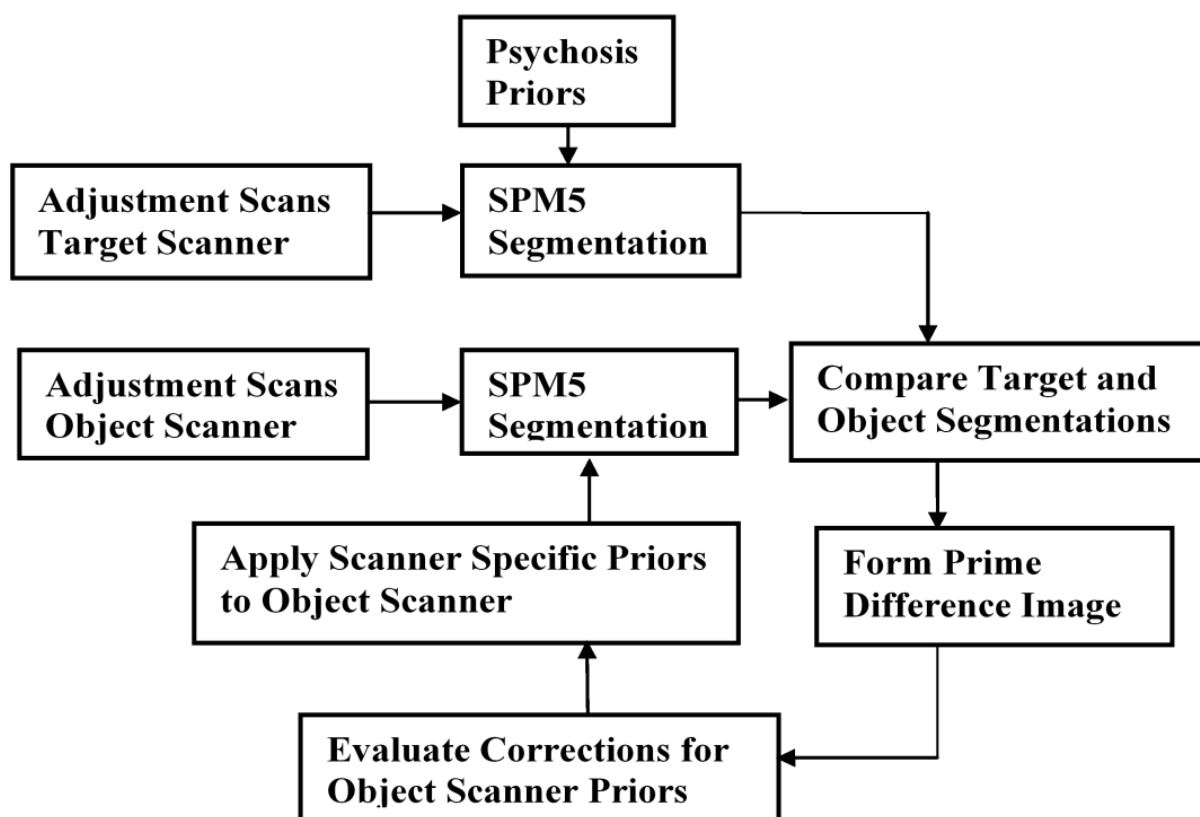 Psychosis
Priors
Adjustment Scans
Target Scanner
SPM5
Segmentation
Adjustment Scans
Object Scanner
SPM5
Segmentation
Compare Target and
Object Segmentations
Apply Scanner Specific Priors
to Object Scanner
Form Prime
Difference Image
Evaluate Corrections for
Object Scanner Priors